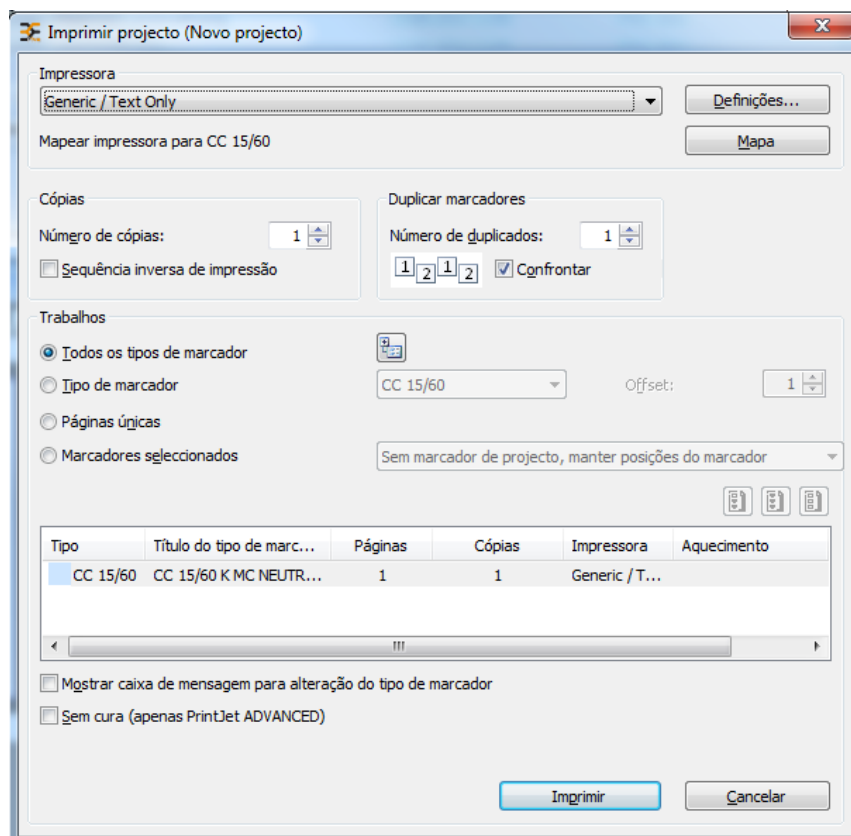 Imprimir projecto (Novo projecto)
Impressora
Generic / Text Only
Definições...
Mapear impressora para CC 15/60
Mapa
Cópias
Número de cópias: 1
Sequência inversa de impressão
Duplicar marcadores
Número de duplicados: 1
1 2 1 2 Confrontar
Trabalhos
Todos os tipos de marcador
Tipo de marcador CC 15/60 Offset: 1
Páginas únicas
Marcadores seleccionados Sem marcador de projecto, manter posições do marcador
Tipo Título do tipo de marc... Páginas Cópias Impressora Aquecimento
CC 15/60 CC 15/60 K MC NEUTR... 1 1 Generic / T...
Mostrar caixa de mensagem para alteração do tipo de marcador
Sem cura (apenas PrintJet ADVANCED)
Imprimir Cancelar